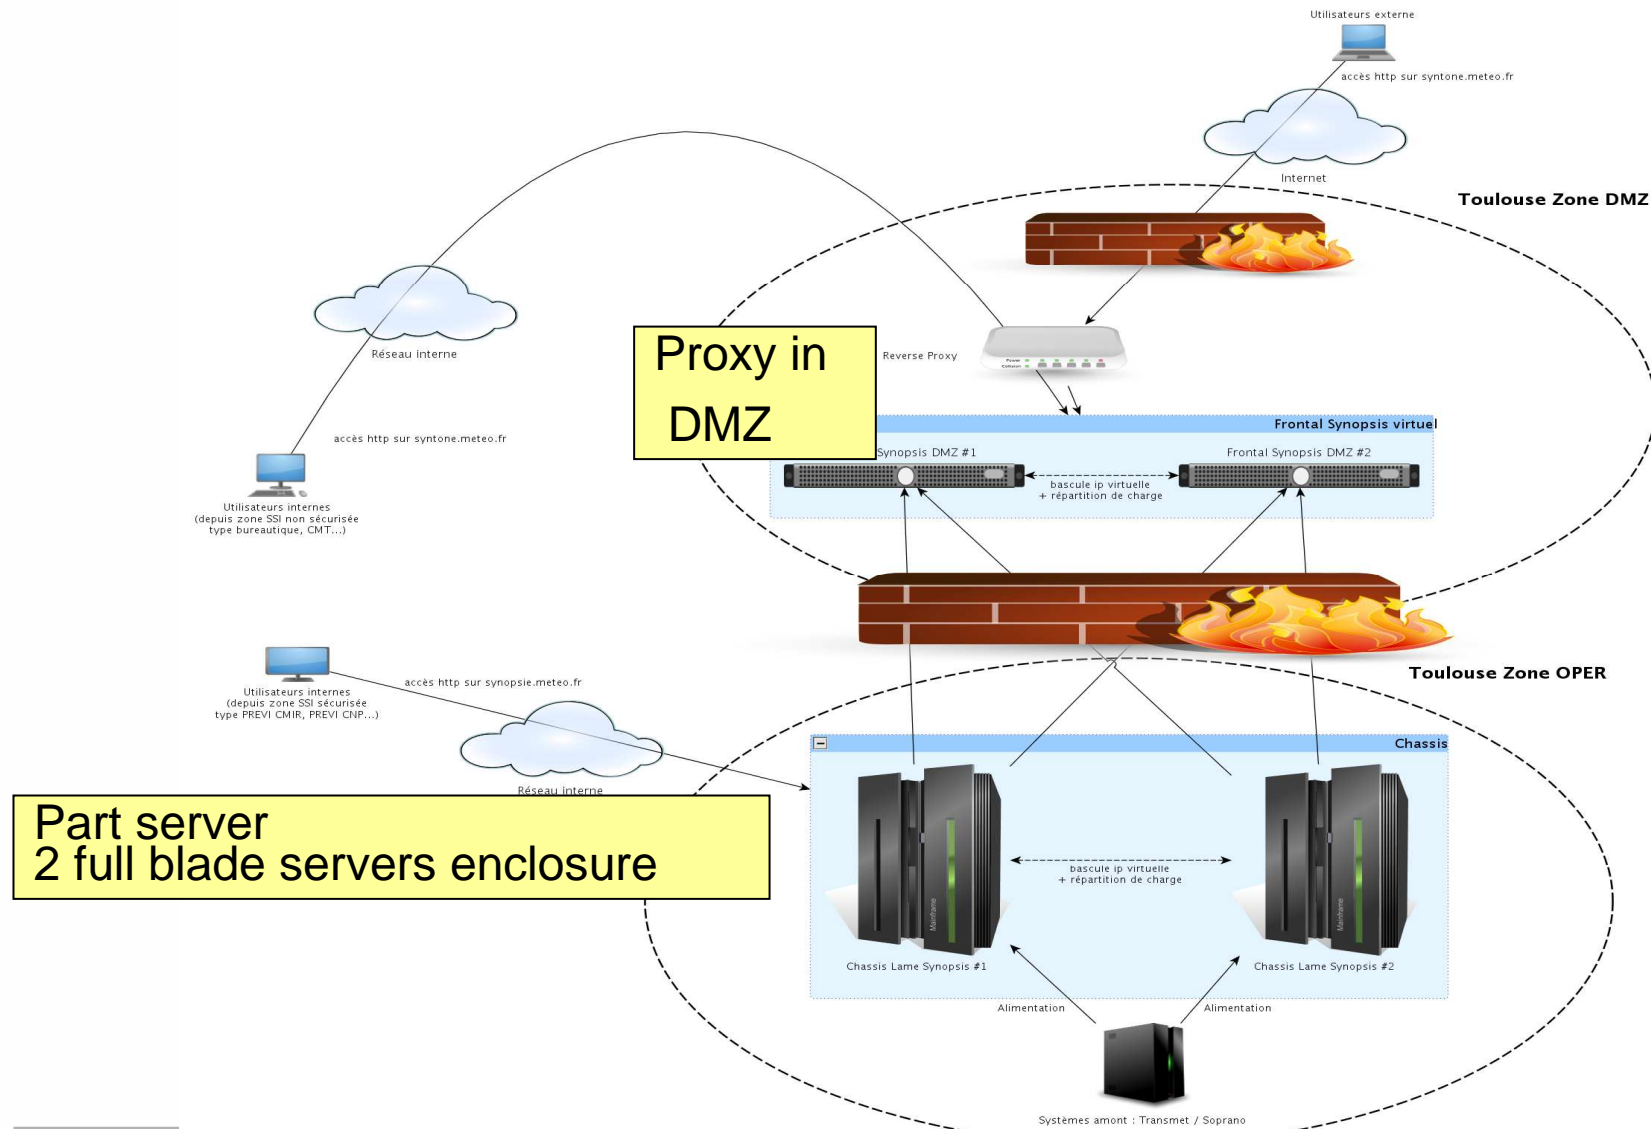 Utilisateurs externe
accès http sur syntone.meteo.fr
Internet
Toulouse Zone DMZ
Réseau interne
Proxy in
DMZ
Reverse Proxy
Power
Frontal Synopsis virtuel
Synopsis DMZ #1
Frontal Synopsis DMZ #2
bascule ip virtuelle
+ répartition de charge
accès http sur syntone.meteo.fr
Utilisateurs internes
(depuis zone SSI non sécurisée
type bureautique, CMT...)
Toulouse Zone OPER
Utilisateurs internes
(depuis zone SSI sécurisée
type PREVI CMIR, PREVI CNP...)
accès http sur synopsie.meteo.fr
Réseau interne
Chassis
Part server
2 full blade servers enclosure
bascule ip virtuelle
+ répartition de charge
Mainframe
Mainframe
Chassis Lame Synopsis #1
Chassis Lame Synopsis #2
Alimentation
Alimentation
Systèmes amont : Transmet / Soprano